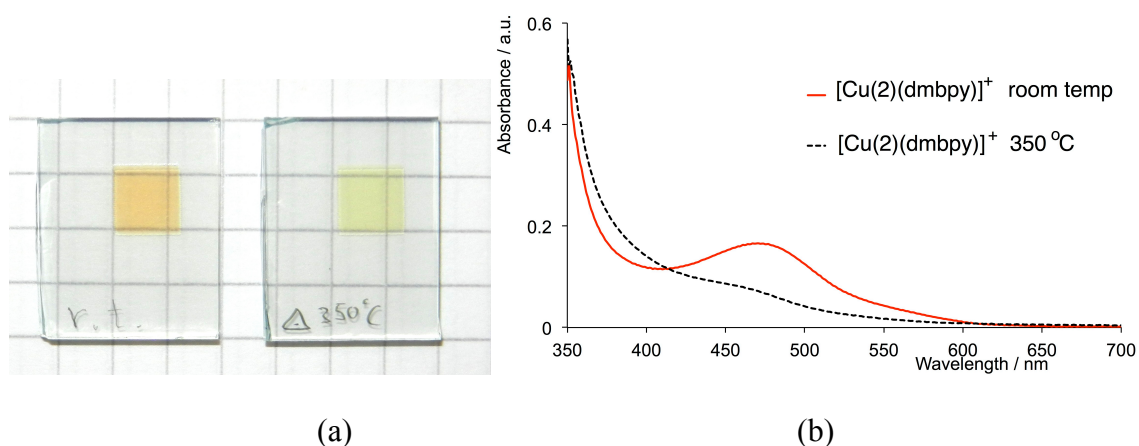 r.t.
△ 350°C
(a)
Absorbance / a.u.
0.6
0.4
0.2
0
350 400 450 500 550 600 650 700
Wavelength / nm
[Cu(2)(dmbpy)]⁺ room temp
[Cu(2)(dmbpy)]⁺ 350 ⁰C
(b)